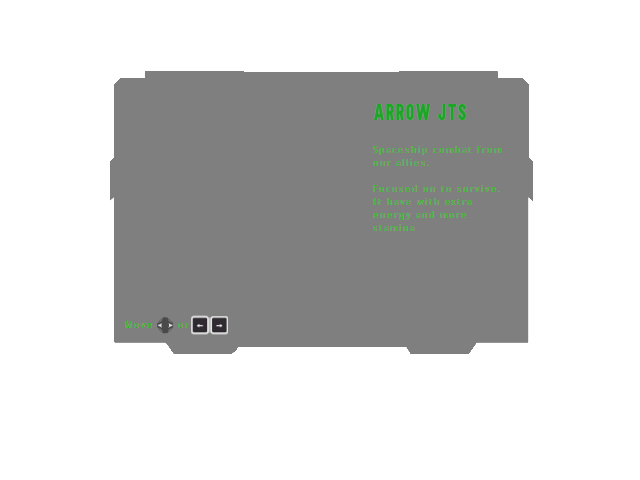 ARROW JTS
Spaceship combat from
our allies.
Focused on to survive.
It have with extra
energy and more
stamina
or